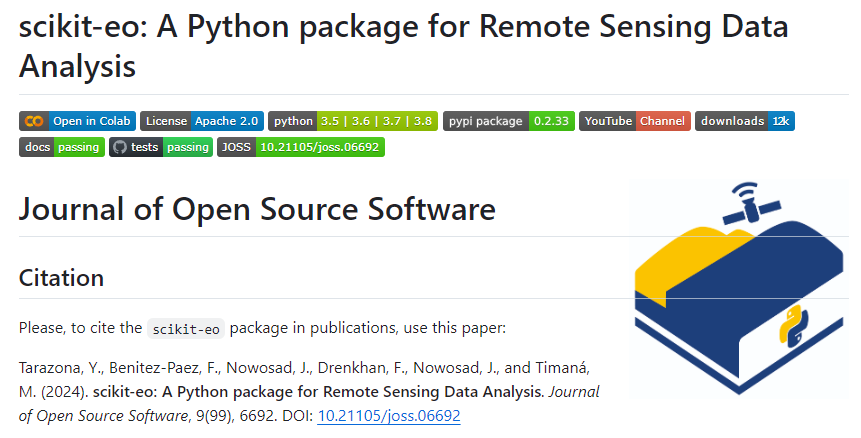 scikit-eo: A Python package for Remote Sensing Data
Analysis
Open in Colab License Apache 2.0 python 3.5 | 3.6 | 3.7 | 3.8 pypi package 0.2.33 YouTube Channel downloads 12k
docs passing tests passing JOSS 10.21105/joss.06692
Journal of Open Source Software
Citation
Please, to cite the scikit-eo package in publications, use this paper:
Tarazona, Y., Benitez-Paez, F., Nowosad, J., Drenkhan, F., Nowosad, J., and Timaná,
M. (2024). scikit-eo: A Python package for Remote Sensing Data Analysis. Journal
of Open Source Software, 9(99), 6692. DOI: 10.21105/joss.06692